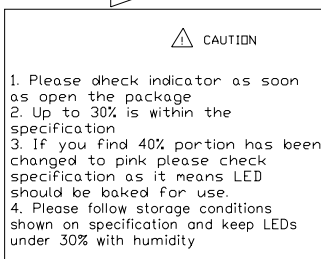 CAUTION
1. Please dheck indicator as soon
as open the package
2. Up to 30% is within the
specification
3. If you find 40% portion has been
changed to pink please check
specification as it means LED
should be baked for use.
4. Please follow storage conditions
shown on specification and keep LEDs
under 30% with humidity